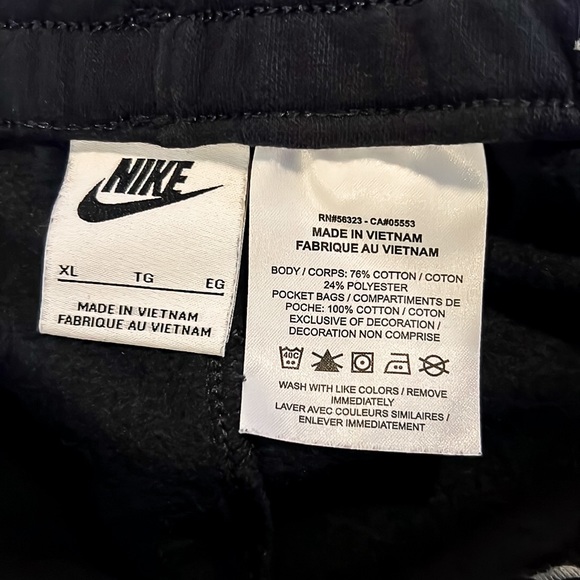 NIKE
XL TG EG
MADE IN VIETNAM
FABRIQUE AU VIETNAM
RN#56323 - CA#05553
MADE IN VIETNAM
FABRIQUE AU VIETNAM
BODY / CORPS: 76% COTTON / COTON
24% POLYESTER
POCKET BAGS / COMPARTIMENTS DE
POCHE: 100% COTTON / COTON
EXCLUSIVE OF DECORATION /
DECORATION NON COMPRISE
40C
WASH WITH LIKE COLORS / REMOVE
IMMEDIATELY
LAVER AVEC COULEURS SIMILAIRES /
ENLEVER IMMEDIATEMENT